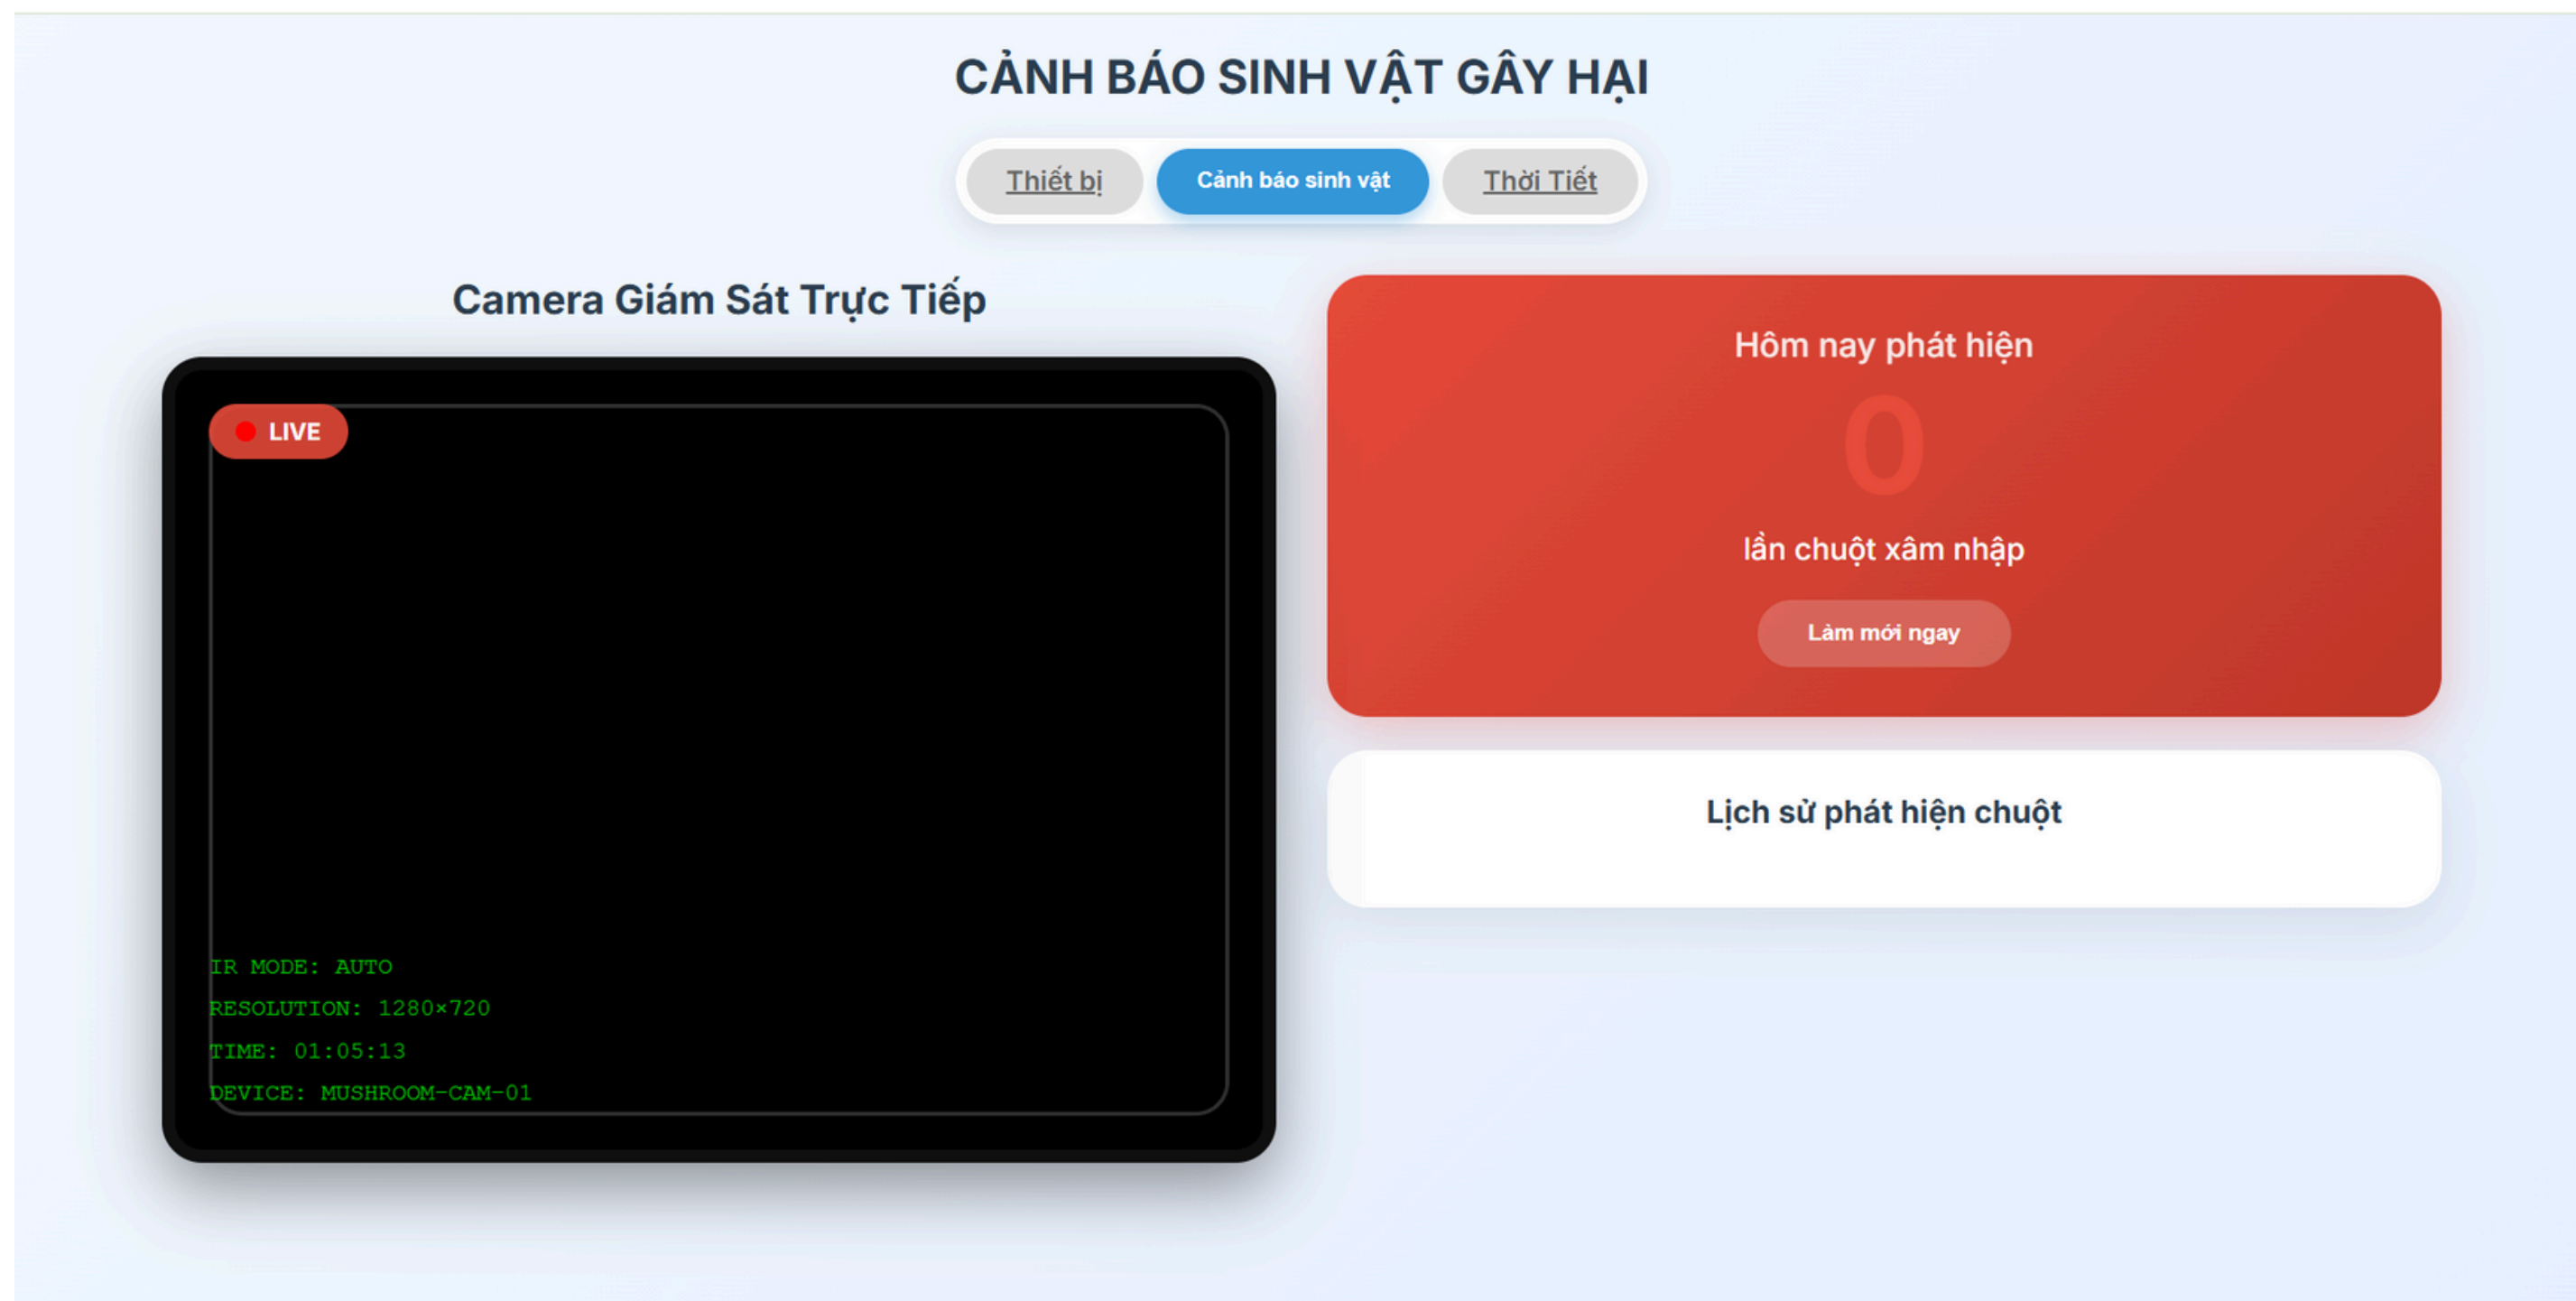 CẢNH BÁO SINH VẬT GÂY HẠI
Thiết bị
Cảnh báo sinh vật
Thời Tiết
Camera Giám Sát Trực Tiếp
LIVE
IR MODE: AUTO
RESOLUTION: 1280×720
TIME: 01:05:13
DEVICE: MUSHROOM-CAM-01
Hôm nay phát hiện
0
lần chuột xâm nhập
Làm mới ngay
Lịch sử phát hiện chuột